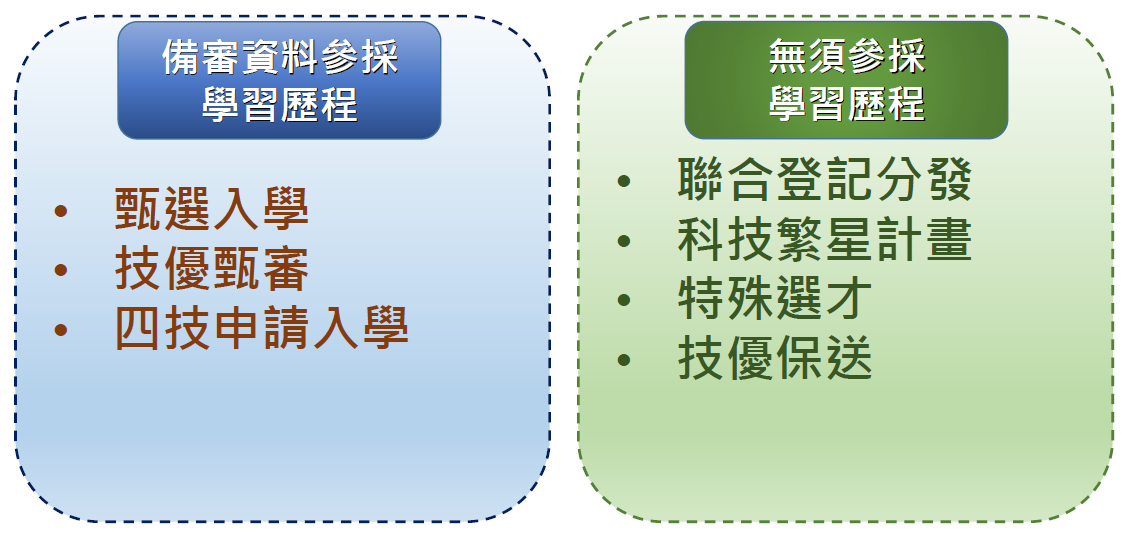 備審資料參採
學習歷程
• 甄選入學
• 技優甄審
• 四技申請入學
無須參採
學習歷程
• 聯合登記分發
• 科技繁星計畫
• 特殊選才
• 技優保送